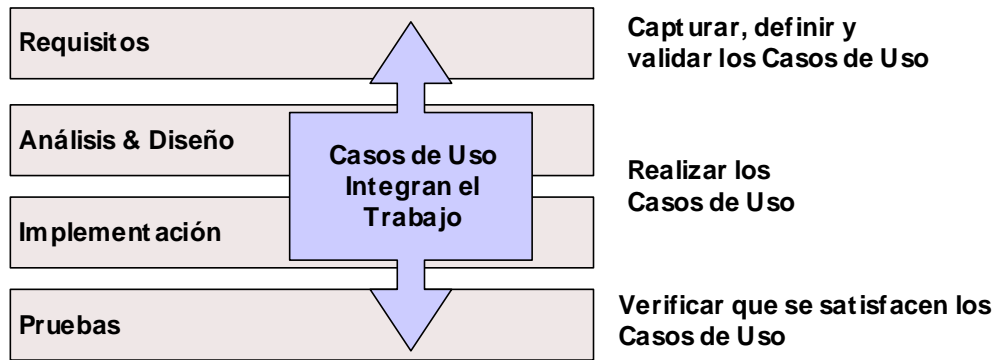 Requisitos
Capturar, definir y
validar los Casos de Uso
Análisis & Diseño
Casos de Uso
Integran el
Trabajo
Realizar los
Casos de Uso
Implementación
Pruebas
Verificar que se satisfacen los
Casos de Uso